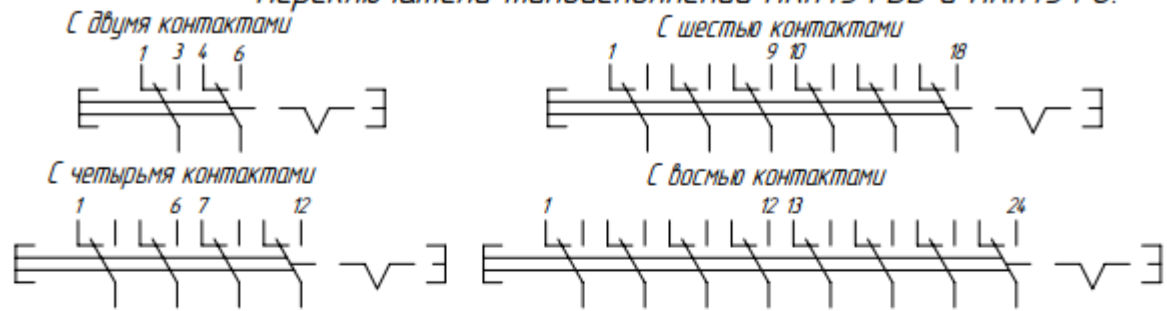 С двумя контактами
1 3 4 6
С шестью контактами
1 9 10 18
С четырьмя контактами
1 6 7 12
С восмью контактами
1 12 13 24